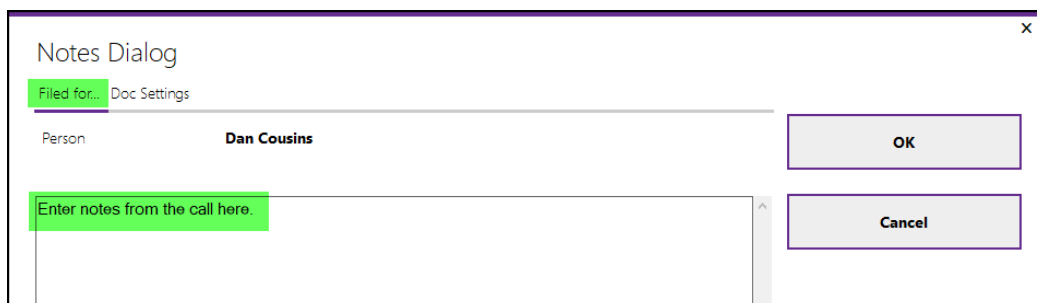 x
Notes Dialog
Filed for... Doc Settings
Person Dan Cousins
OK
Enter notes from the call here.
Cancel